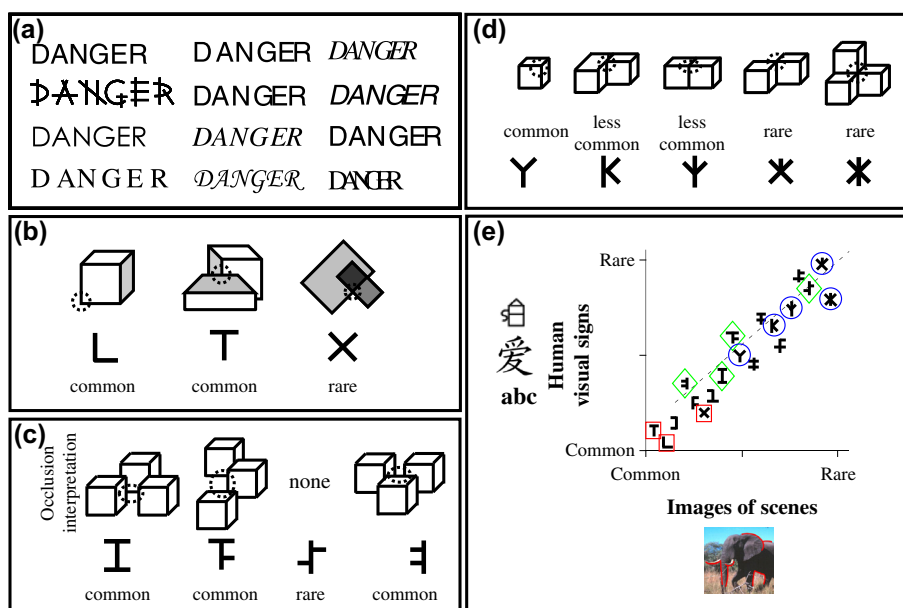 (a)
DANGER DANGER DANGER
DANGER DANGER DANGER
DANGER DANGER DANGER
DANGER DANGER DANGER
(b)
L T X
common common rare
(c)
Occlusion
interpretation
none
common common rare common
(d)
common less common less common rare rare
Y K
(e)
Rare
Human
visual signs
爱
abc
Common
Common Rare
Images of scenes